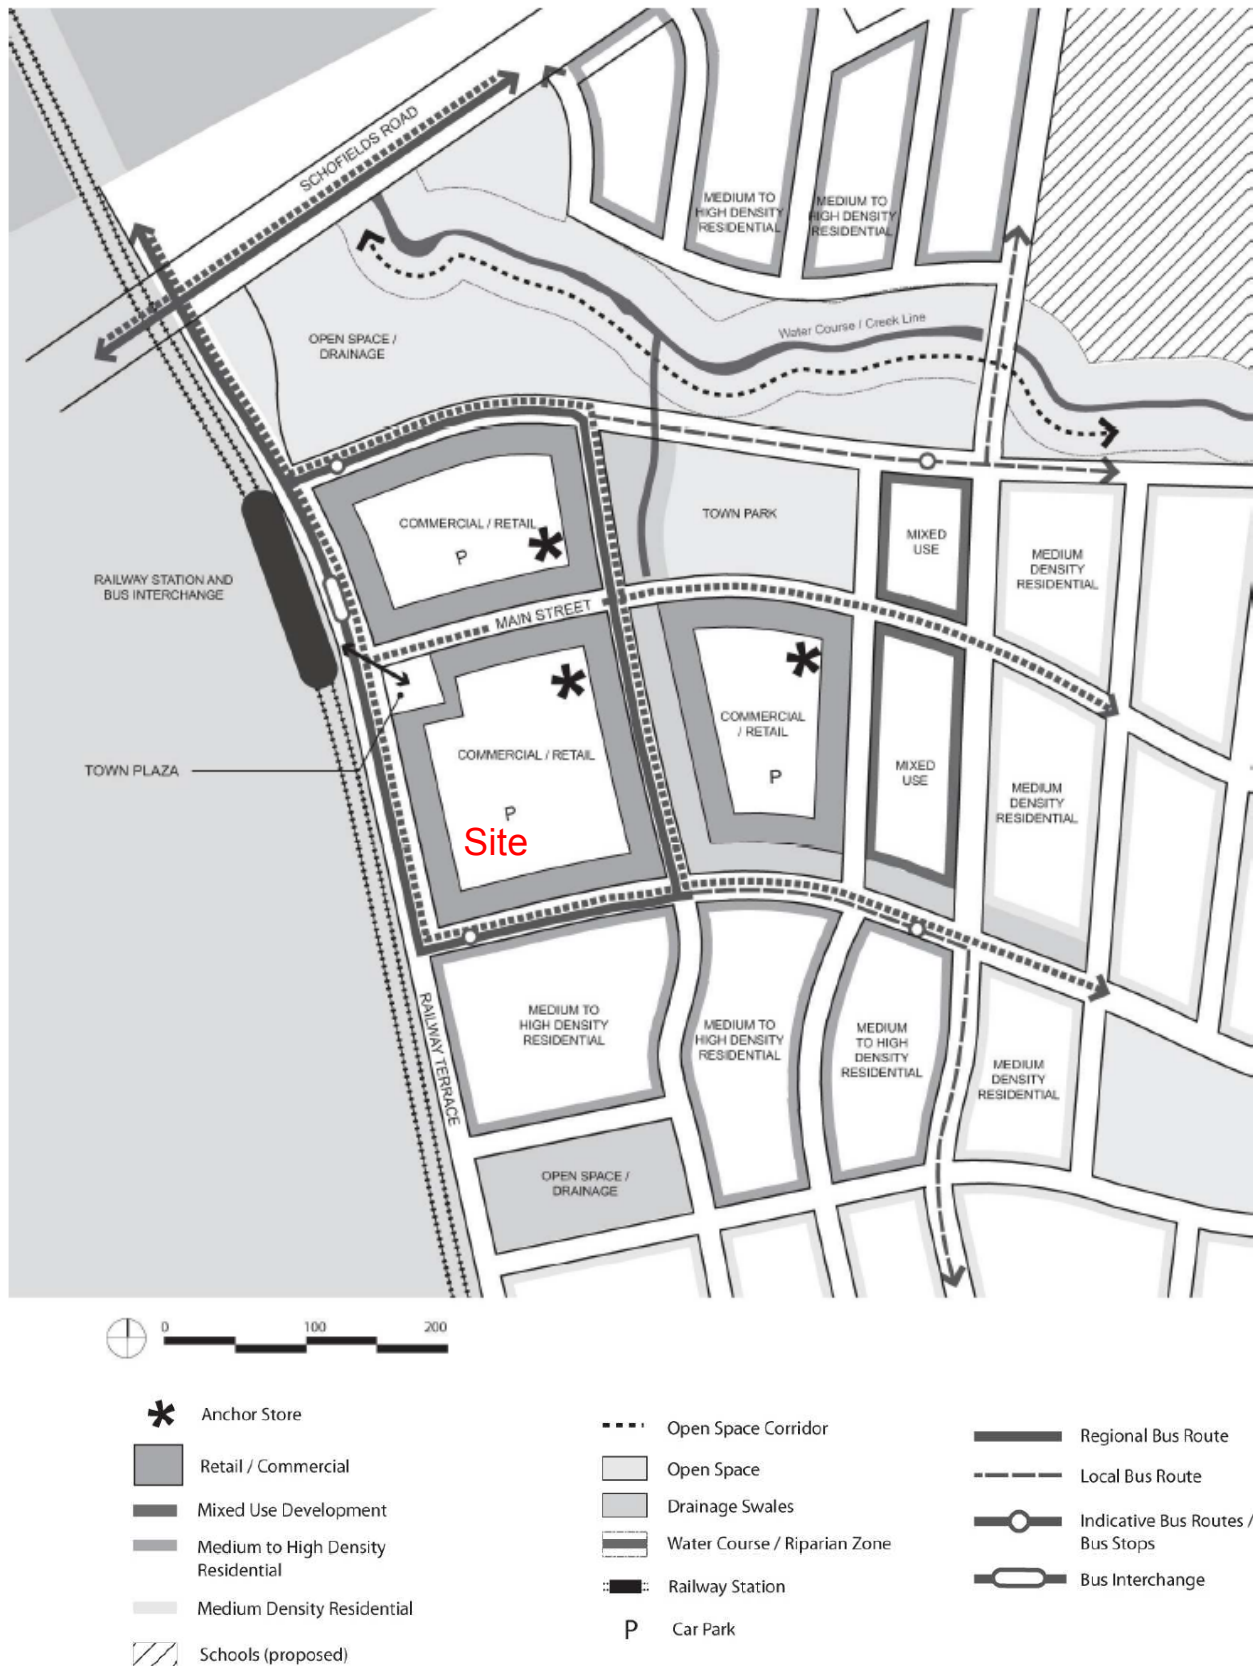 SCHOFIELDS ROAD
MEDIUM TO
HIGH DENSITY
RESIDENTIAL
MEDIUM TO
HIGH DENSITY
RESIDENTIAL
Water Course / Creek Line
OPEN SPACE /
DRAINAGE
COMMERCIAL / RETAIL
P
TOWN PARK
MIXED
USE
MEDIUM
DENSITY
RESIDENTIAL
RAILWAY STATION AND
BUS INTERCHANGE
MAIN STREET
COMMERCIAL / RETAIL
P
Site
COMMERCIAL
/ RETAIL
P
MIXED
USE
MEDIUM
DENSITY
RESIDENTIAL
TOWN PLAZA
RAILWAY TERRACE
MEDIUM TO
HIGH DENSITY
RESIDENTIAL
MEDIUM TO
HIGH DENSITY
RESIDENTIAL
MEDIUM
TO HIGH
DENSITY
RESIDENTIAL
MEDIUM
DENSITY
RESIDENTIAL
OPEN SPACE /
DRAINAGE
0 100 200
Anchor Store
Retail / Commercial
Mixed Use Development
Medium to High Density
Residential
Medium Density Residential
Schools (proposed)
Open Space Corridor
Open Space
Drainage Swales
Water Course / Riparian Zone
Railway Station
P Car Park
Regional Bus Route
Local Bus Route
Indicative Bus Routes /
Bus Stops
Bus Interchange